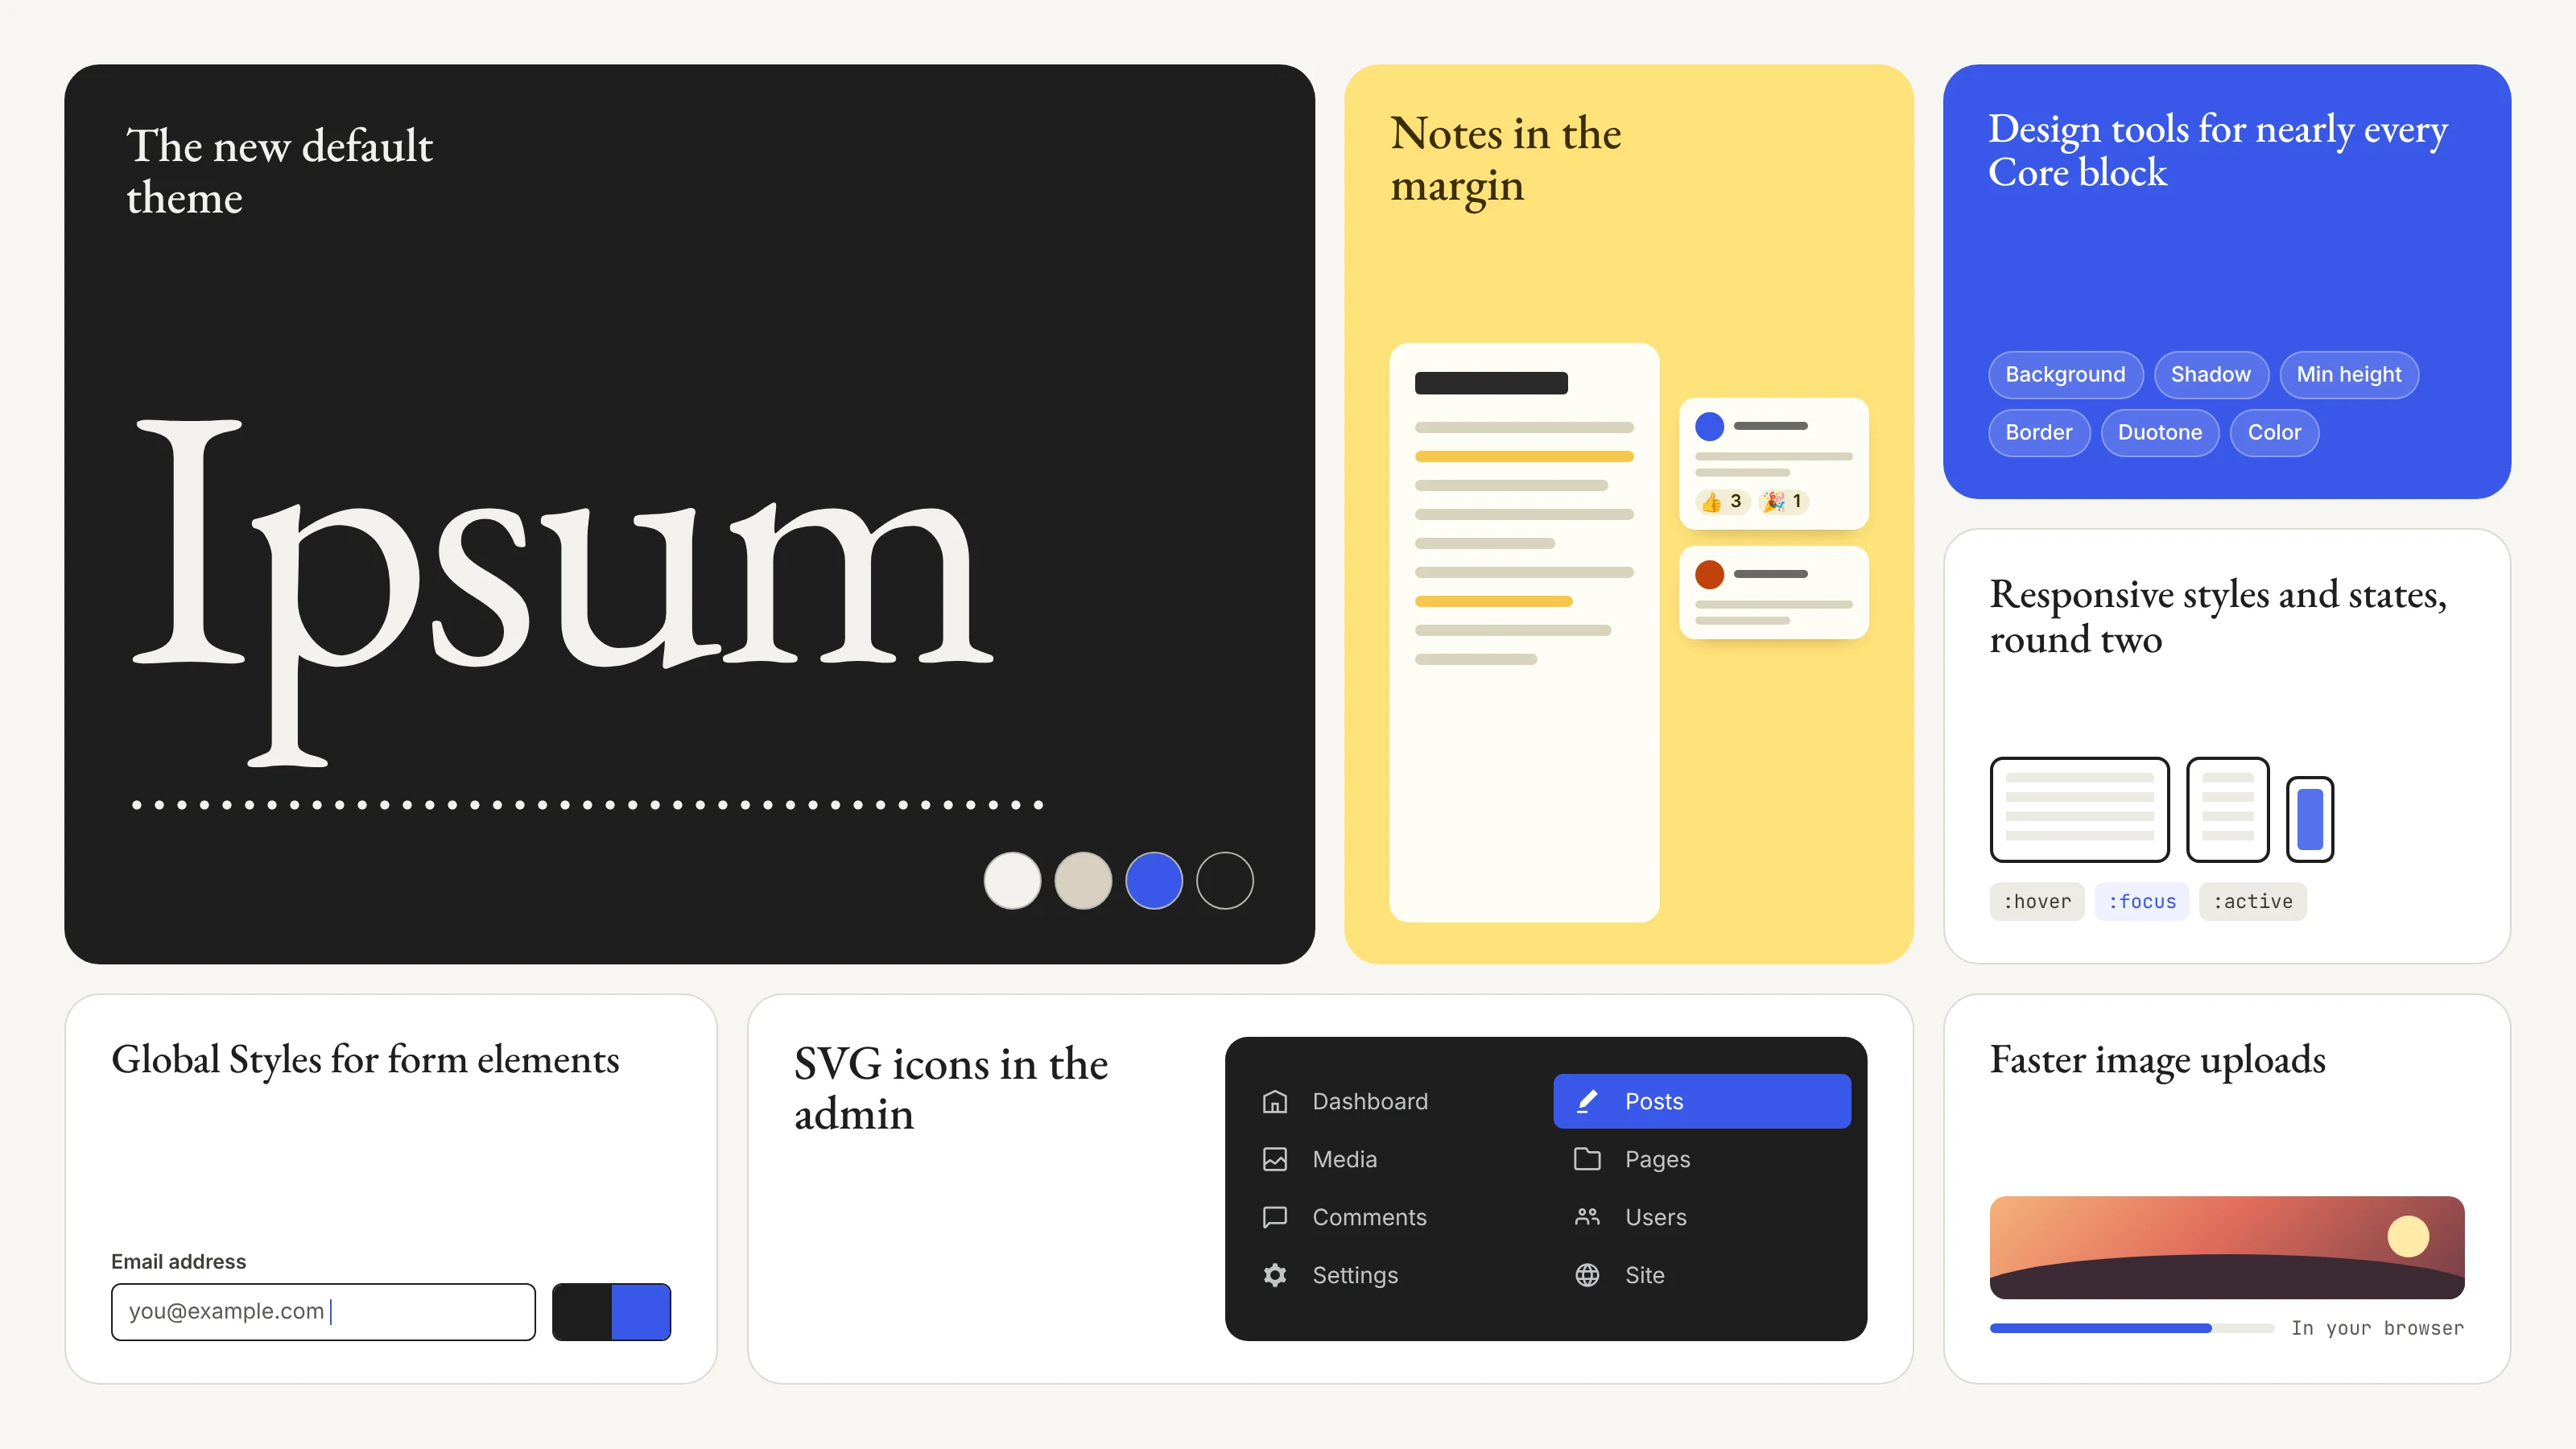 The new default
theme
Ipsum
Notes in the
margin
👍 3 🎉 1
Design tools for nearly every
Core block
Background Shadow Min height
Border Duotone Color
Responsive styles and states,
round two
:hover :focus :active
Global Styles for form elements
Email address
you@example.com
SVG icons in the
admin
Dashboard Posts
Media Pages
Comments Users
Settings Site
Faster image uploads
In your browser